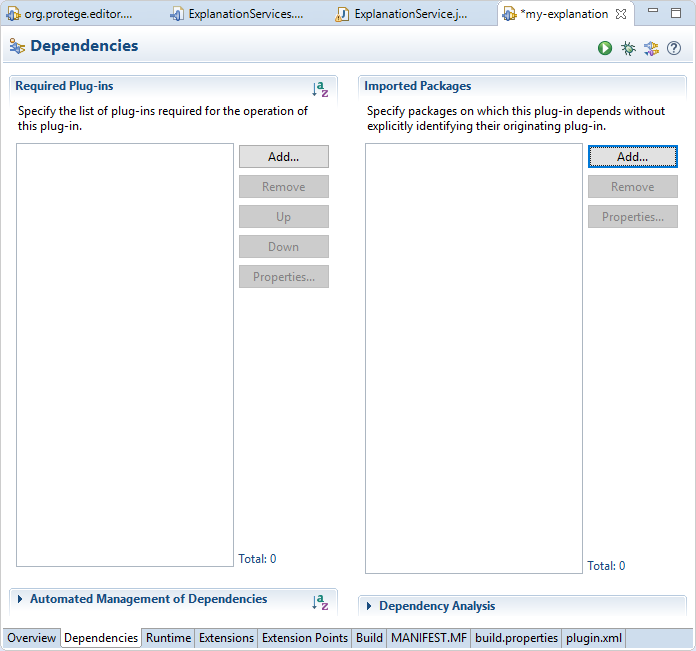 org.protege.editor....
ExplanationServices....
ExplanationService.j...
*my-explanation
Dependencies
Required Plug-ins
Specify the list of plug-ins required for the operation of
this plug-in.
Add...
Remove
Up
Down
Properties...
Total: 0
Automated Management of Dependencies
Imported Packages
Specify packages on which this plug-in depends without
explicitly identifying their originating plug-in.
Add...
Remove
Properties...
Total: 0
Dependency Analysis
Overview Dependencies Runtime Extensions Extension Points Build MANIFEST.MF build.properties plugin.xml